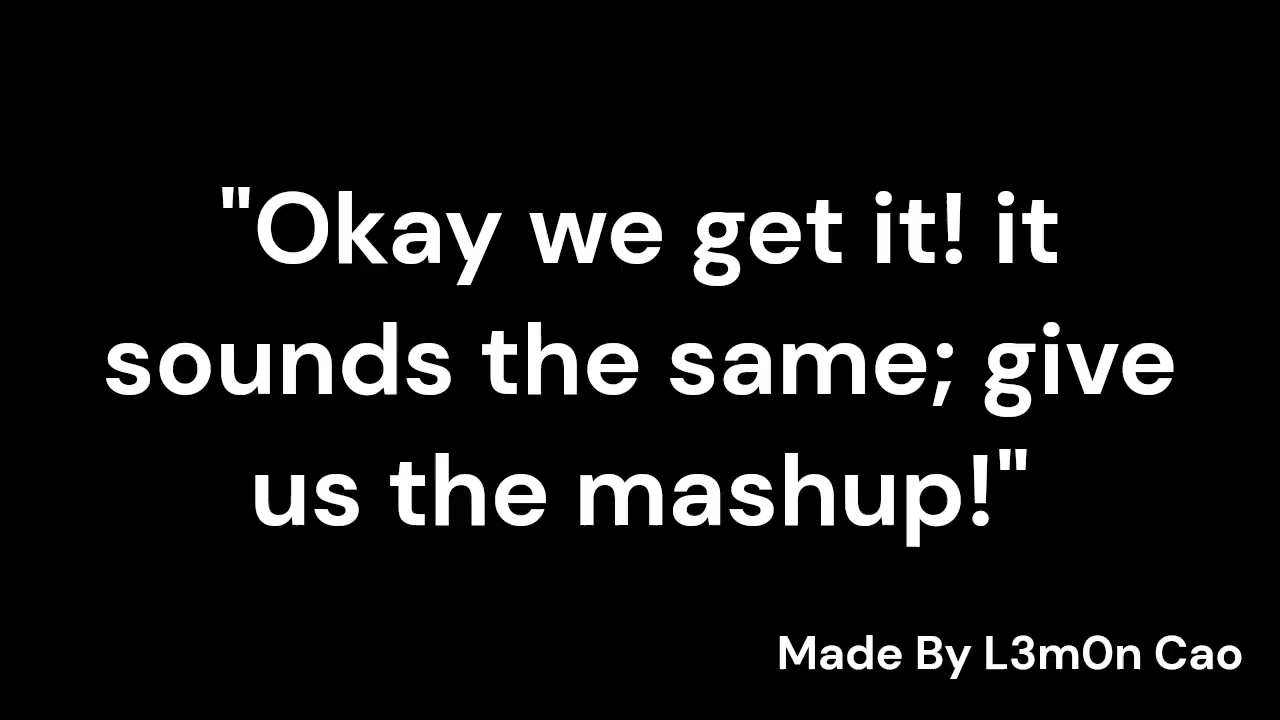 "Okay we get it! it
sounds the same; give
us the mashup!"
Made By L3m0n Cao